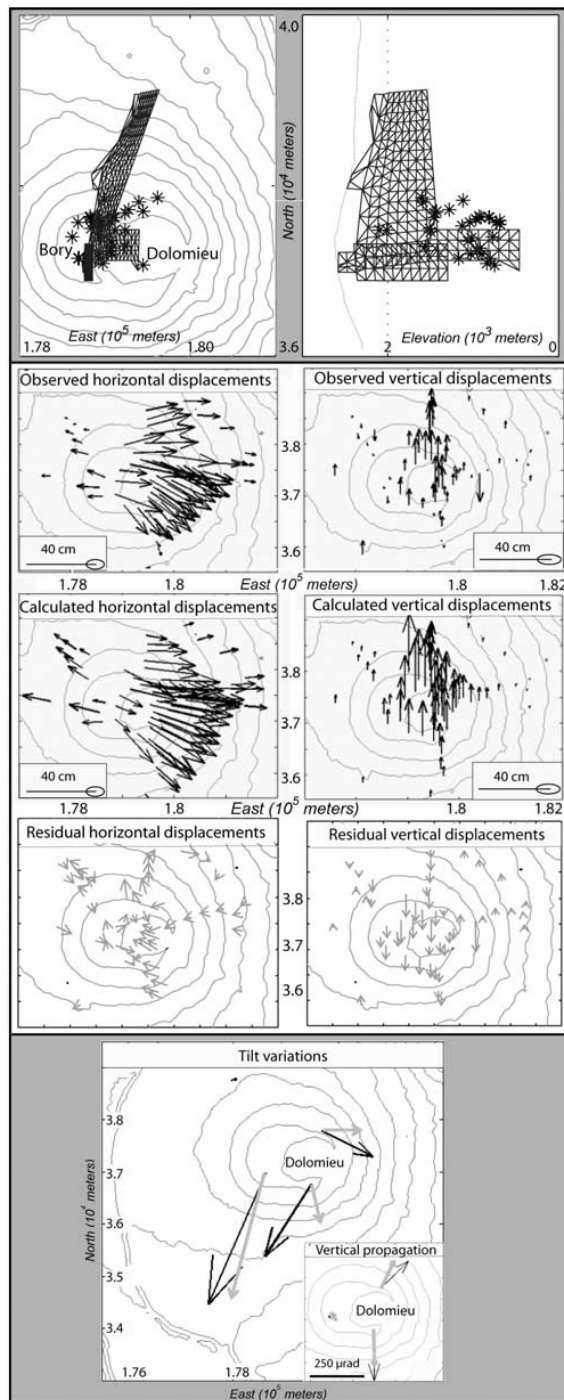 4.0
Bory
Dolomieu
North (10⁴ meters)
East (10⁵ meters)
Elevation (10³ meters)
1.78
1.80
3.6
2
0
Observed horizontal displacements
Observed vertical displacements
3.8
3.7
3.6
40 cm
40 cm
1.78
East (10⁵ meters)
1.8
1.8
1.82
Calculated horizontal displacements
Calculated vertical displacements
3.8
3.7
3.6
40 cm
40 cm
1.78
1.8
East (10⁵ meters)
1.8
1.82
Residual horizontal displacements
Residual vertical displacements
3.8
3.7
3.6
Tilt variations
3.8
Dolomieu
3.7
North (10⁴ meters)
3.6
3.5
3.4
Vertical propagation
Dolomieu
250 µrad
1.76
1.78
East (10⁵ meters)